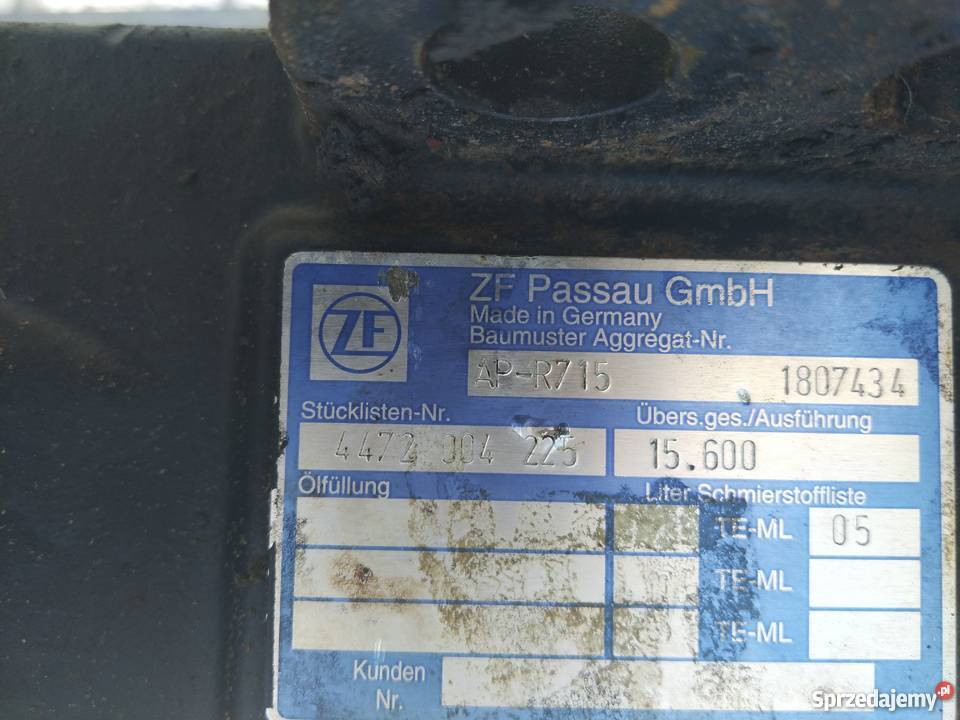 ZF
ZF Passau GmbH
Made in Germany
Baumuster Aggregat-Nr.
AP-R715 1807434
Stücklisten-Nr. Übers.ges./Ausführung
4472 004 225 15.600
Ölfüllung Liter Schmierstoffliste
TE-ML 05
TE-ML
TE-ML
Kunden
Nr.
Sprzedajemy.pl